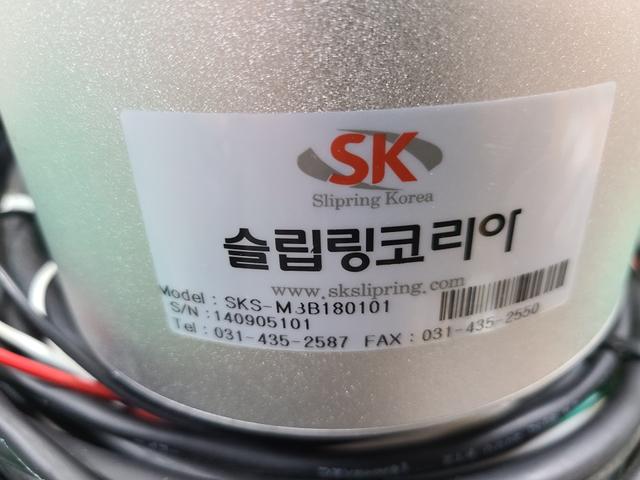 SK
Slipring Korea
슬립링코리아
www.skslipring.com
Model : SKS-M3B180101
S/N : 140905101
Tel : 031-435-2587 FAX : 031-435-2550